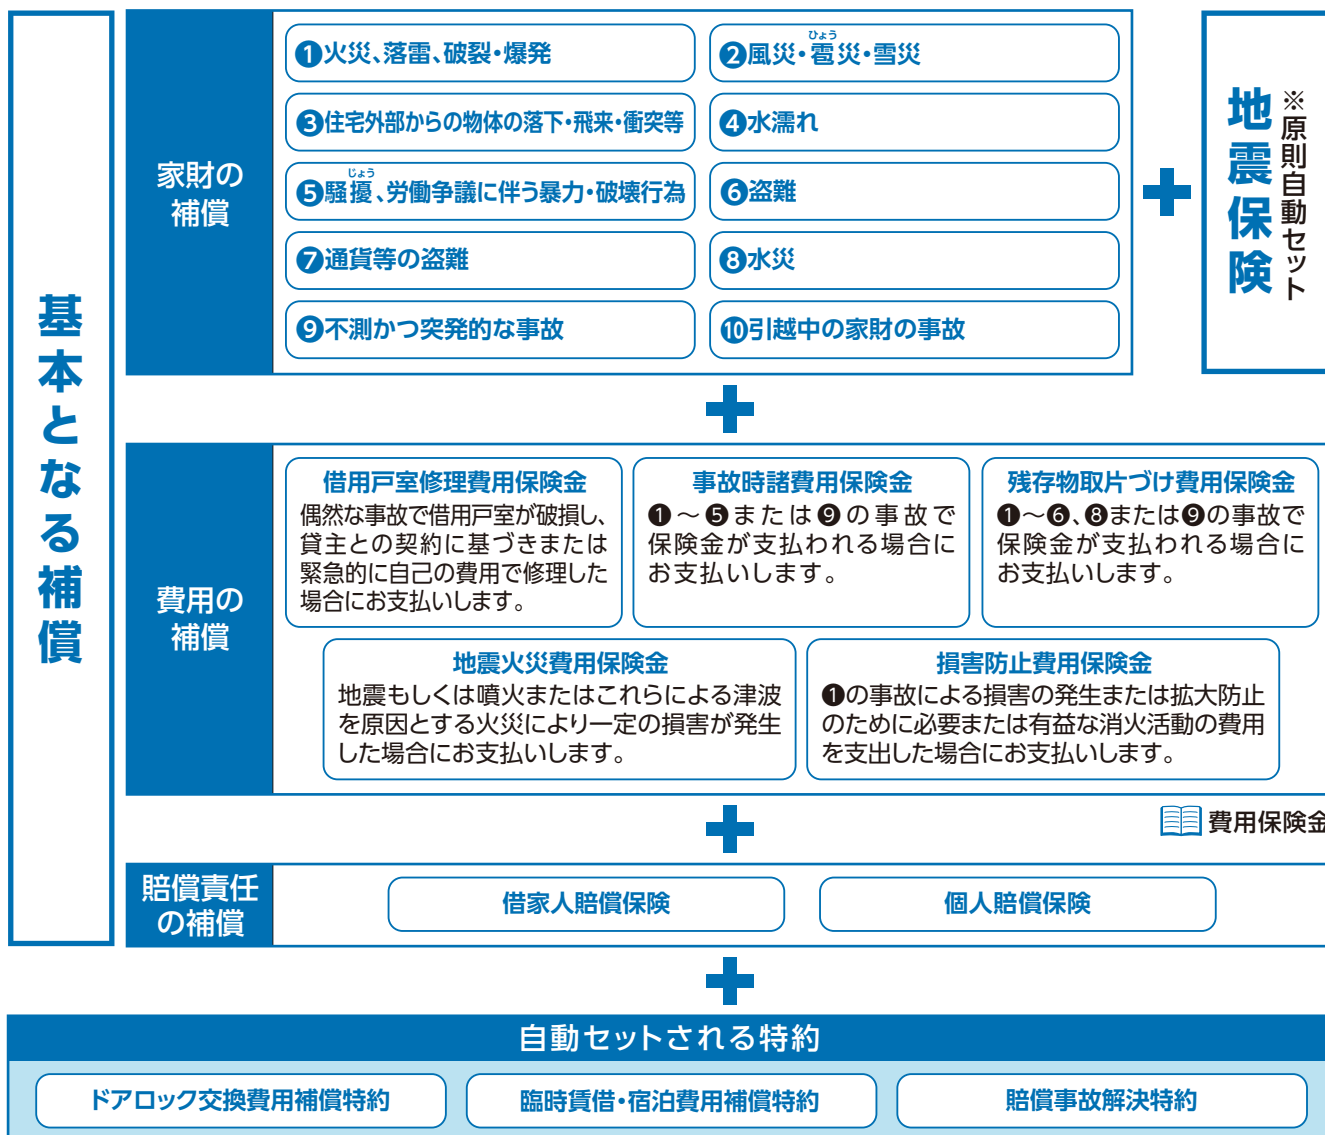 基本となる補償
家財の
補償
❶火災、落雷、破裂・爆発
ひょう
❷風災・雹災・雪災
❸住宅外部からの物体の落下・飛来・衝突等
❹水濡れ
じょう
❺騒擾、労働争議に伴う暴力・破壊行為
❻盗難
❼通貨等の盗難
❽水災
❾不測かつ突発的な事故
❿引越中の家財の事故
地震保険
※原則自動セット
費用の
補償
借用戸室修理費用保険金
偶然な事故で借用戸室が破損し、
貸主との契約に基づきまたは
緊急的に自己の費用で修理した
場合にお支払いします。
事故時諸費用保険金
❶～❺または❾の事故で
保険金が支払われる場合に
お支払いします。
残存物取片づけ費用保険金
❶～❻、❽または❾の事故で
保険金が支払われる場合に
お支払いします。
地震火災費用保険金
地震もしくは噴火またはこれらによる津波
を原因とする火災により一定の損害が発生
した場合にお支払いします。
損害防止費用保険金
❶の事故による損害の発生または拡大防止
のために必要または有益な消火活動の費用
を支出した場合にお支払いします。
費用保険金
賠償責任
の補償
借家人賠償保険
個人賠償保険
自動セットされる特約
ドアロック交換費用補償特約
臨時賃借・宿泊費用補償特約
賠償事故解決特約